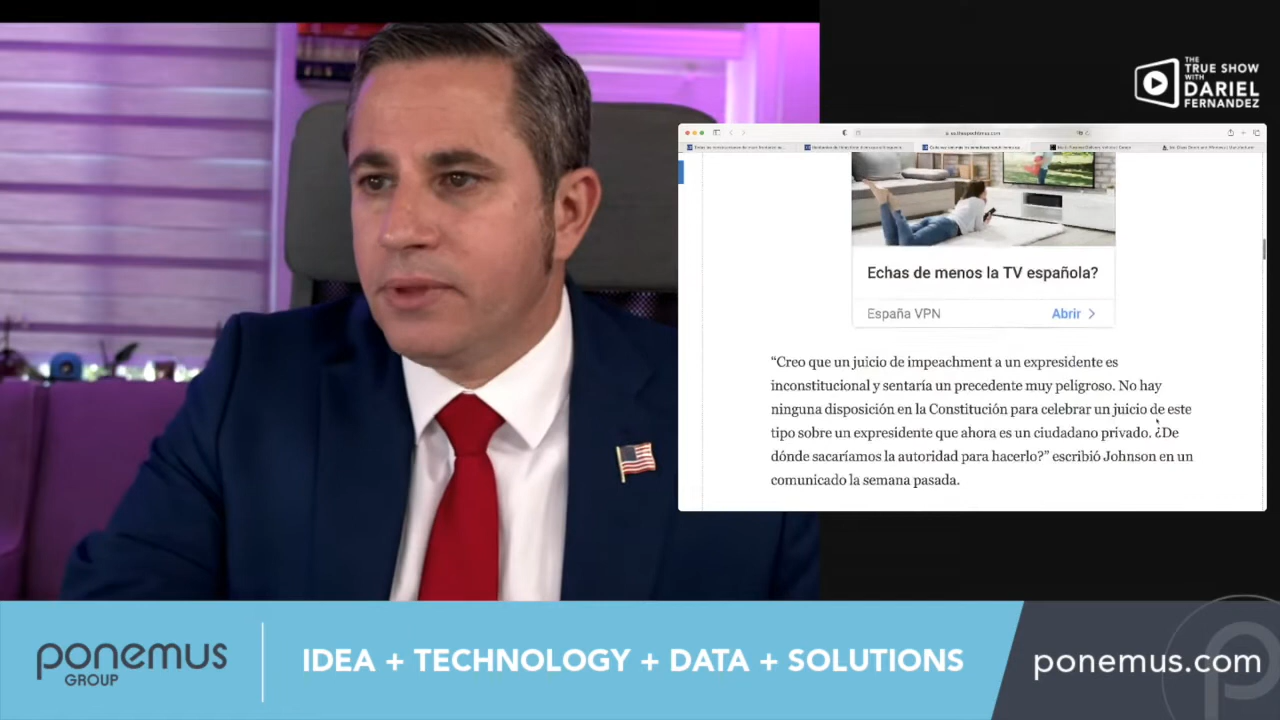 THE
TRUE SHOW
WITH
DARIEL
FERNANDEZ
Echas de menos la TV española?
España VPN
Abrir
“Creo que un juicio de impeachment a un expresidente es
inconstitucional y sentaría un precedente muy peligroso. No hay
ninguna disposición en la Constitución para celebrar un juicio de este
tipo sobre un expresidente que ahora es un ciudadano privado. ¿De
dónde sacaríamos la autoridad para hacerlo?” escribió Johnson en un
comunicado la semana pasada.
ponemus
GROUP
IDEA + TECHNOLOGY + DATA + SOLUTIONS
ponemus.com